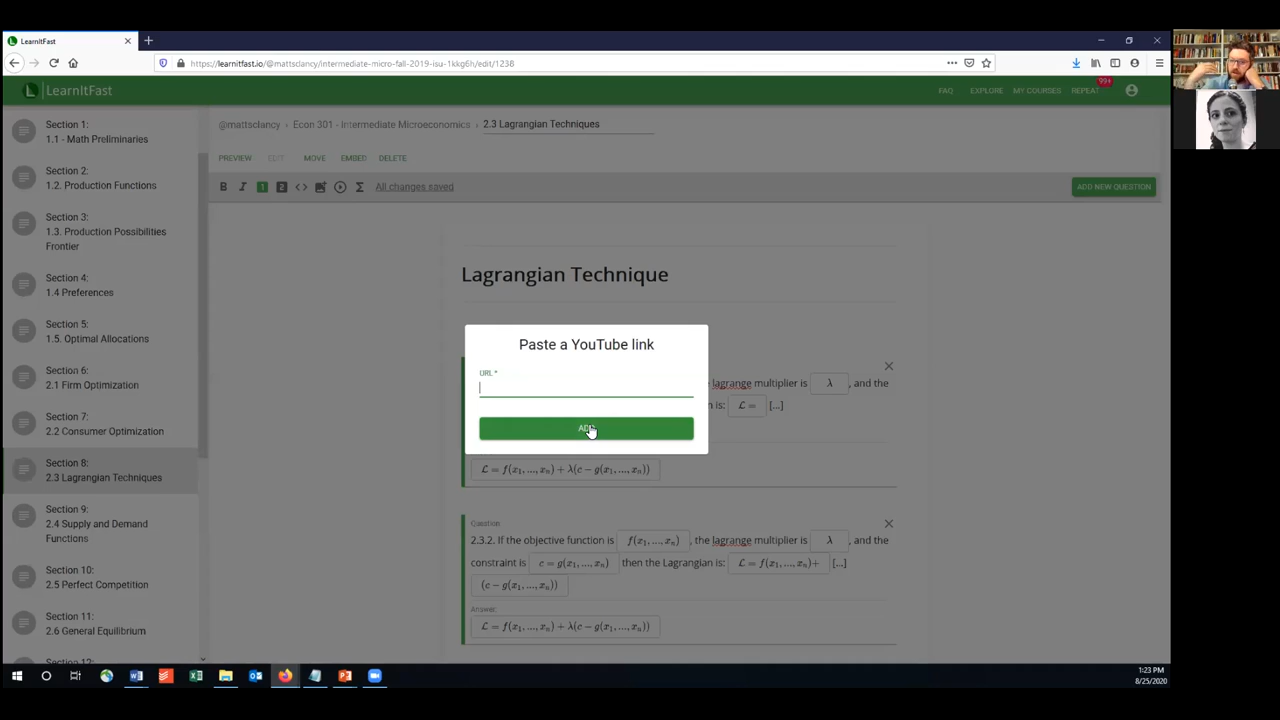 LearnItFast
https://learnitfast.io/@mattsclancy/intermediate-micro-fall-2019-isu-1kkg6h/edit/1238
LearnItFast
FAQ
EXPLORE
MY COURSES
REPEAT
99+
Section 1:
1.1 - Math Preliminaries
Section 2:
1.2. Production Functions
Section 3:
1.3. Production Possibilities
Frontier
Section 4:
1.4 Preferences
Section 5:
1.5. Optimal Allocations
Section 6:
2.1 Firm Optimization
Section 7:
2.2 Consumer Optimization
Section 8:
2.3 Lagrangian Techniques
Section 9:
2.4 Supply and Demand
Functions
Section 10:
2.5 Perfect Competition
Section 11:
2.6 General Equilibrium
Section 12:
@mattsclancy › Econ 301 - Intermediate Microeconomics › 2.3 Lagrangian Techniques
PREVIEW EDIT MOVE EMBED DELETE
B I 1 2 <> Σ All changes saved
ADD NEW QUESTION
Lagrangian Technique
Paste a YouTube link
URL *
the lagrange multiplier is λ , and the
is: ℒ = [...]
ℒ = f(x₁, ..., xₙ) + λ(c − g(x₁, ..., xₙ))
Question
2.3.2. If the objective function is f(x₁, ..., xₙ) , the lagrange multiplier is λ , and the
constraint is c = g(x₁, ..., xₙ) then the Lagrangian is: ℒ = f(x₁, ..., xₙ)+ [...]
(c − g(x₁, ..., xₙ))
Answer:
ℒ = f(x₁, ..., xₙ) + λ(c − g(x₁, ..., xₙ))
1:23 PM
8/25/2020